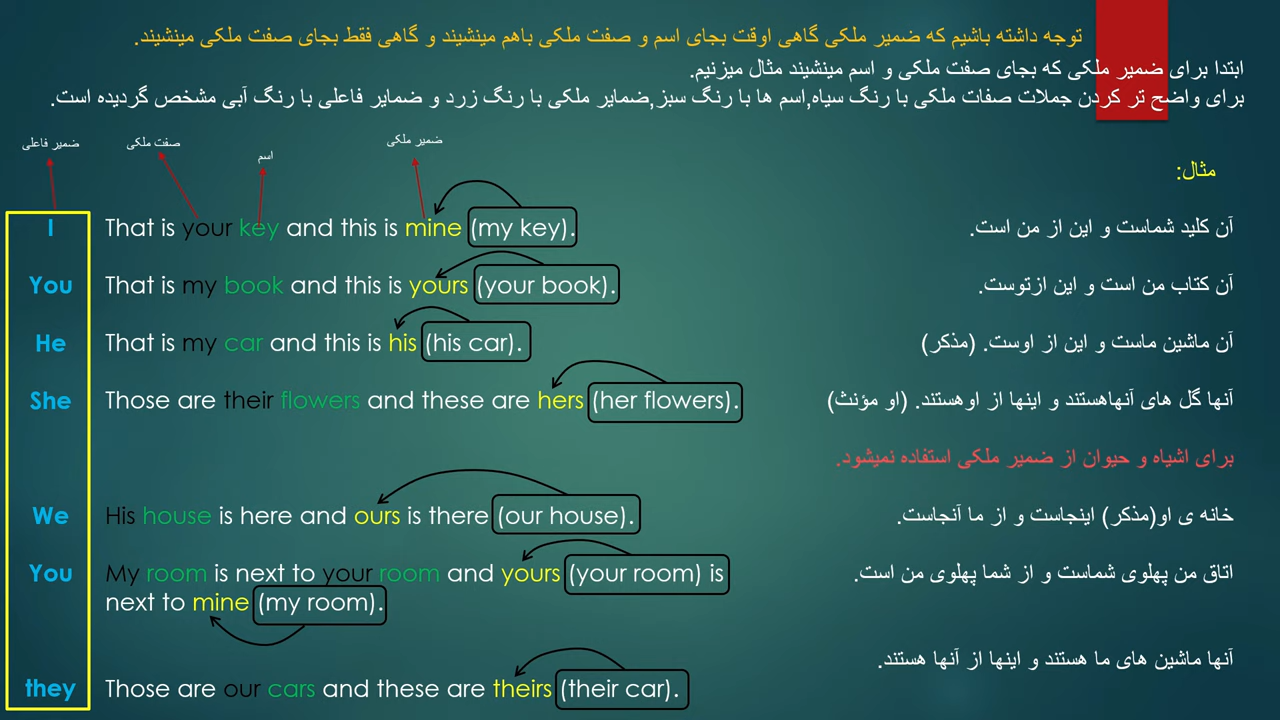 توجه داشته باشیم که ضمیر ملکی گاهی اوقت بجای اسم و صفت ملکی باهم مینشیند و گاهی فقط بجای صفت ملکی مینشیند.
ابتدا برای ضمیر ملکی که بجای صفت ملکی و اسم مینشیند مثال میزنیم.
برای واضح تر کردن جملات صفات ملکی با رنگ سیاه,اسم ها با رنگ سبز,ضمایر ملکی با رنگ زرد و ضمایر فاعلی با رنگ آبی مشخص گردیده است.
ضمیر فاعلی صفت ملکی اسم ضمیر ملکی
مثال:
I That is your key and this is mine (my key). آن کلید شماست و این از من است.
You That is my book and this is yours (your book). آن کتاب من است و این ازتوست.
He That is my car and this is his (his car). آن ماشین ماست و این از اوست. (مذکر)
She Those are their flowers and these are hers (her flowers). آنها گل های آنهاهستند و اینها از اوهستند. (او مؤنث)
برای اشیاه و حیوان از ضمیر ملکی استفاده نمیشود.
We His house is here and ours is there (our house). خانه ی او(مذکر) اینجاست و از ما آنجاست.
You My room is next to your room and yours (your room) is اتاق من پهلوی شماست و از شما پهلوی من است.
next to mine (my room).
آنها ماشین های ما هستند و اینها از آنها هستند.
they Those are our cars and these are theirs (their car).